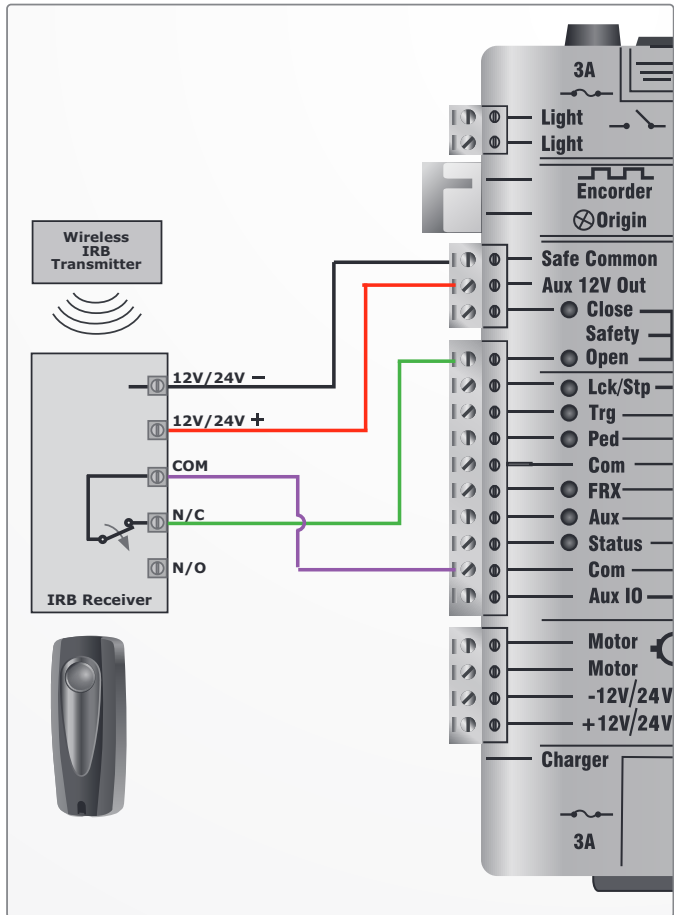 3A
Light
Light
Encorder
Origin
Wireless
IRB
Transmitter
Safe Common
Aux 12V Out
Close
Safety
Open
12V/24V −
12V/24V +
COM
N/C
N/O
IRB Receiver
Lck/Stp
Trg
Ped
Com
FRX
Aux
Status
Com
Aux IO
Motor
Motor
-12V/24V
+12V/24V
Charger
3A